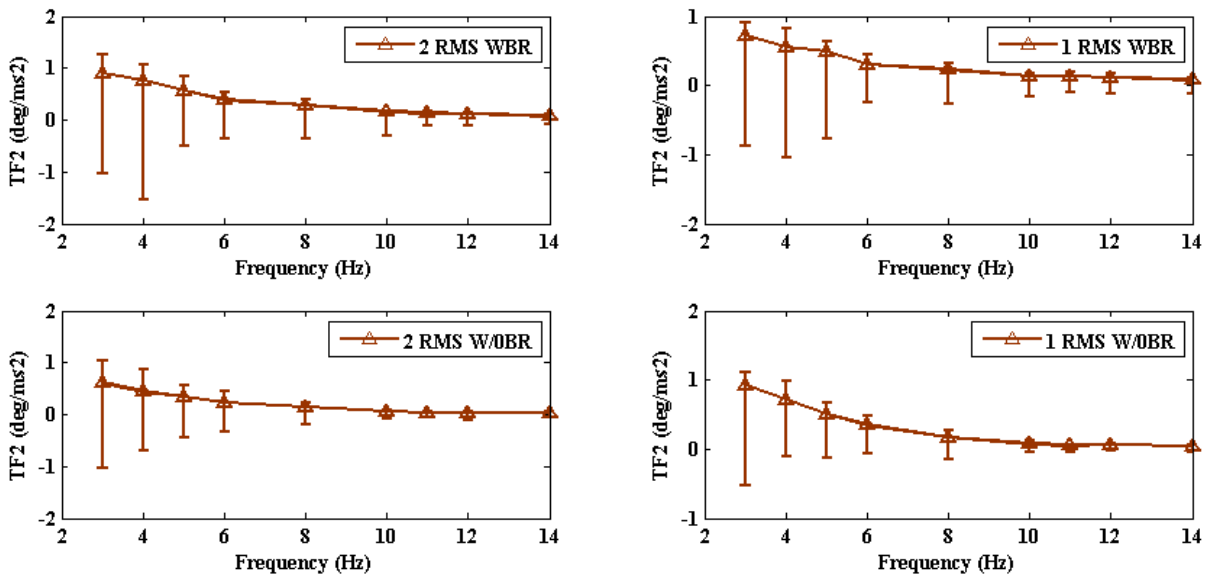 2 RMS WBR
TF2 (deg/ms2)
2
1
0
-1
-2
2 4 6 8 10 12 14
Frequency (Hz)
1 RMS WBR
TF2 (deg/ms2)
1
0
-1
-2
2 4 6 8 10 12 14
Frequency (Hz)
2 RMS W/0BR
TF2 (deg/ms2)
2
1
0
-1
-2
2 4 6 8 10 12 14
Frequency (Hz)
1 RMS W/0BR
TF2 (deg/ms2)
2
1
0
-1
2 4 6 8 10 12 14
Frequency (Hz)